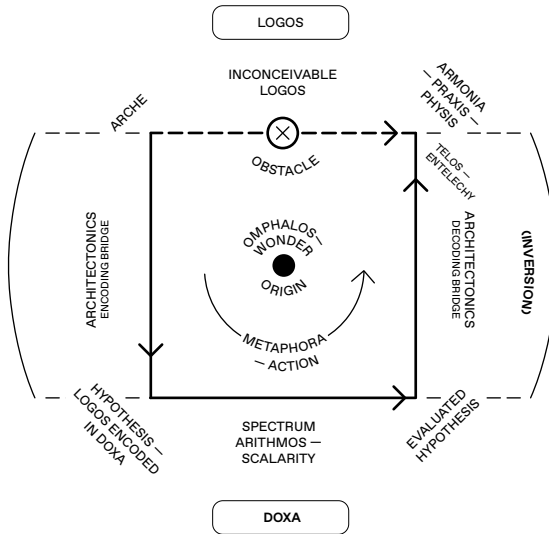 LOGOS
INCONCEIVABLE
LOGOS
ARCHE
ARMONIA
— PRAXIS —
PHYSIS
OBSTACLE
TELOS —
ENTELECHY
ARCHITECTONICS
ENCODING BRIDGE
OMPHALOS —
WONDER
ORIGIN
METAPHORA
— ACTION
ARCHITECTONICS
DECODING BRIDGE
(INVERSION)
HYPOTHESIS —
LOGOS ENCODED
IN DOXA
SPECTRUM
ARITHMOS —
SCALARITY
EVALUATED
HYPOTHESIS
DOXA